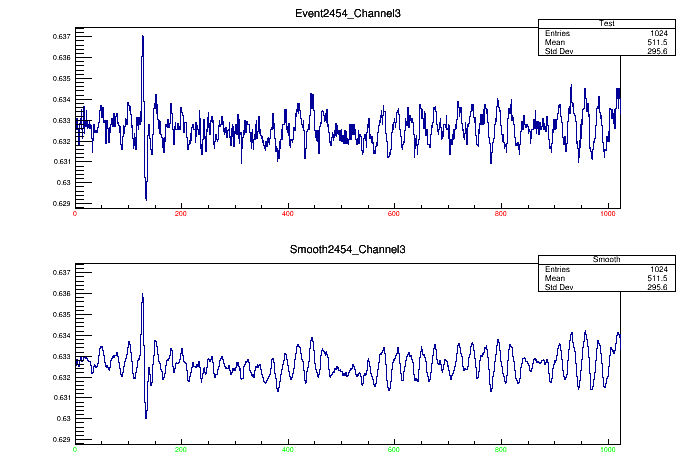 Event2454_Channel3
Test
Entries 1024
Mean 511.5
Std Dev 295.6
0.637
0.636
0.635
0.634
0.633
0.632
0.631
0.63
0.629
0 200 400 600 800 1000
Smooth2454_Channel3
Smooth
Entries 1024
Mean 511.5
Std Dev 295.6
0.637
0.636
0.635
0.634
0.633
0.632
0.631
0.63
0.629
0 200 400 600 800 1000